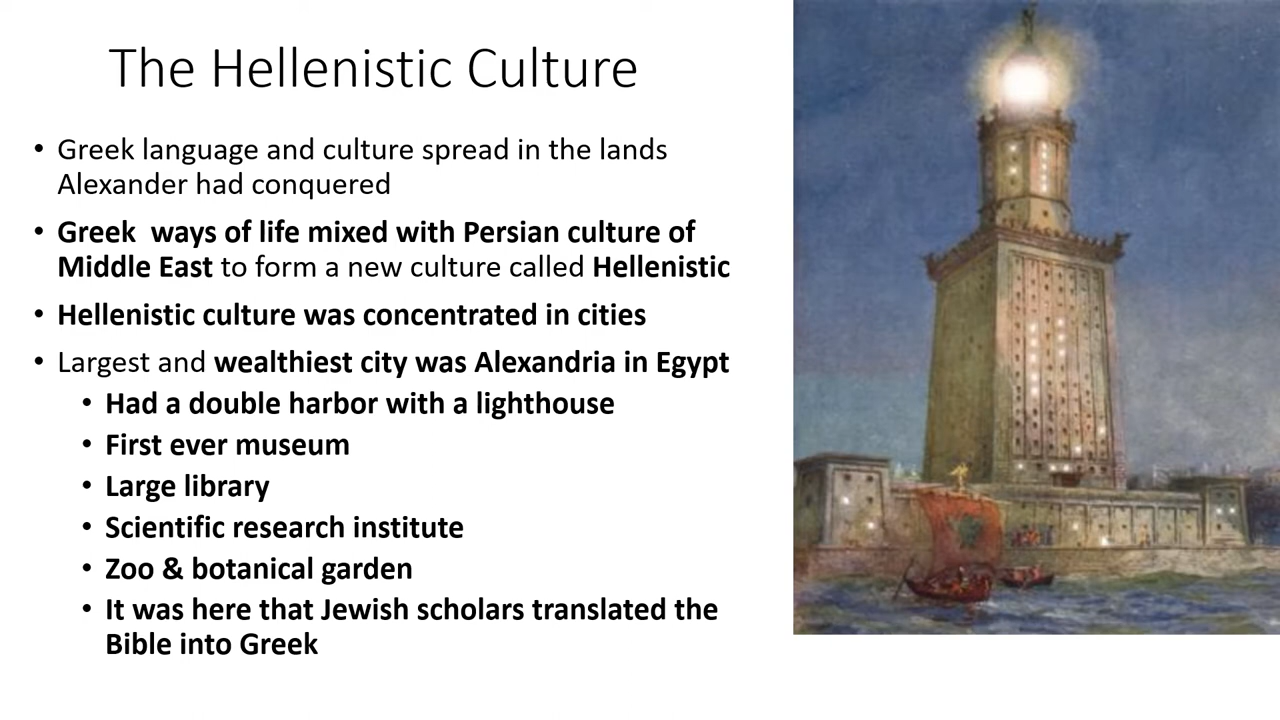 The Hellenistic Culture
• Greek language and culture spread in the lands
Alexander had conquered
• Greek  ways of life mixed with Persian culture of
Middle East to form a new culture called Hellenistic
• Hellenistic culture was concentrated in cities
• Largest and wealthiest city was Alexandria in Egypt
• Had a double harbor with a lighthouse
• First ever museum
• Large library
• Scientific research institute
• Zoo & botanical garden
• It was here that Jewish scholars translated the
Bible into Greek